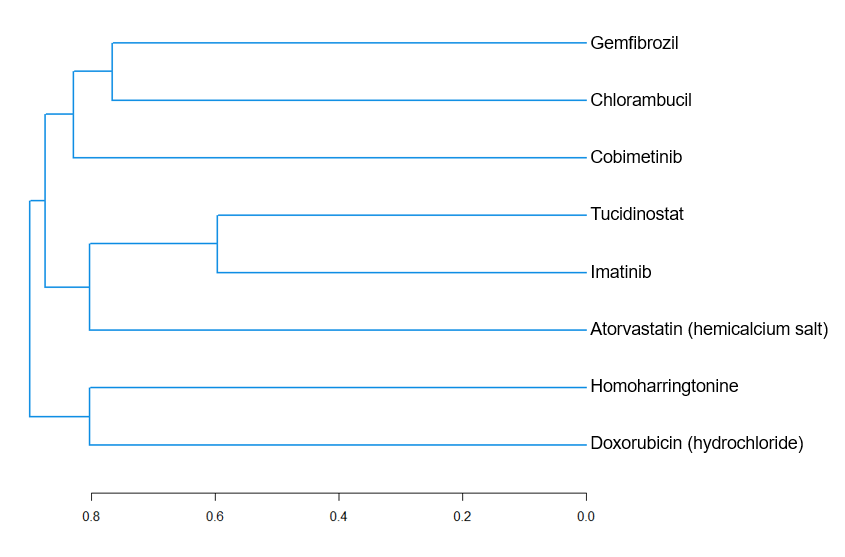 Gemfibrozil
Chlorambucil
Cobimetinib
Tucidinostat
Imatinib
Atorvastatin (hemicalcium salt)
Homoharringtonine
Doxorubicin (hydrochloride)
0.8 0.6 0.4 0.2 0.0